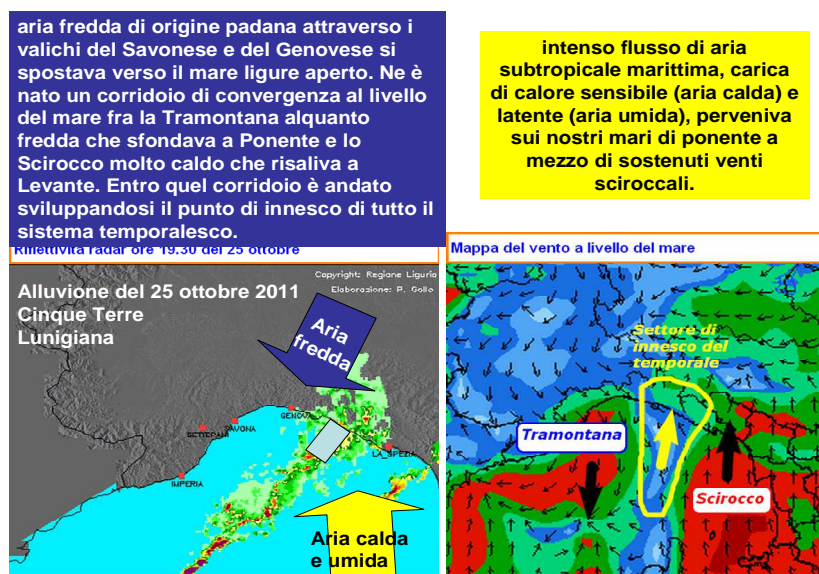 aria fredda di origine padana attraverso i
valichi del Savonese e del Genovese si
spostava verso il mare ligure aperto. Ne è
nato un corridoio di convergenza al livello
del mare fra la Tramontana alquanto
fredda che sfondava a Ponente e lo
Scirocco molto caldo che risaliva a
Levante. Entro quel corridoio è andato
sviluppandosi il punto di innesco di tutto il
sistema temporalesco.
intenso flusso di aria
subtropicale marittima, carica
di calore sensibile (aria calda) e
latente (aria umida), perveniva
sui nostri mari di ponente a
mezzo di sostenuti venti
sciroccali.
Riflettività radar ore 19.30 del 25 ottobre
Copyright: Regione Liguria
Elaborazione: P. Gollo
Alluvione del 25 ottobre 2011
Cinque Terre
Lunigiana
Aria
fredda
GENOVA
SAVONA
SETTEPANI
LA_SPEZIA
IMPERIA
Aria calda
e umida
Mappa del vento a livello del mare
Settore di
innesco del
temporale
Tramontana
Scirocco